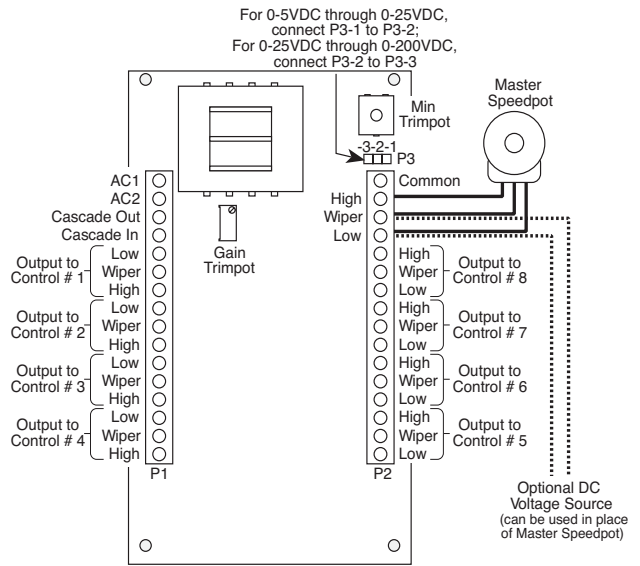 For 0-5VDC through 0-25VDC,
connect P3-1 to P3-2;
For 0-25VDC through 0-200VDC,
connect P3-2 to P3-3
Master
Speedpot
Min
Trimpot
-3-2-1
P3
AC1
AC2
Cascade Out
Cascade In
Gain
Trimpot
Common
High
Wiper
Low
Output to
Control # 1
Low
Wiper
High
Output to
Control # 2
Low
Wiper
High
Output to
Control # 3
Low
Wiper
High
Output to
Control # 4
Low
Wiper
High
P1
High
Wiper
Low
Output to
Control # 8
High
Wiper
Low
Output to
Control # 7
High
Wiper
Low
Output to
Control # 6
High
Wiper
Low
Output to
Control # 5
P2
Optional DC
Voltage Source
(can be used in place
of Master Speedpot)